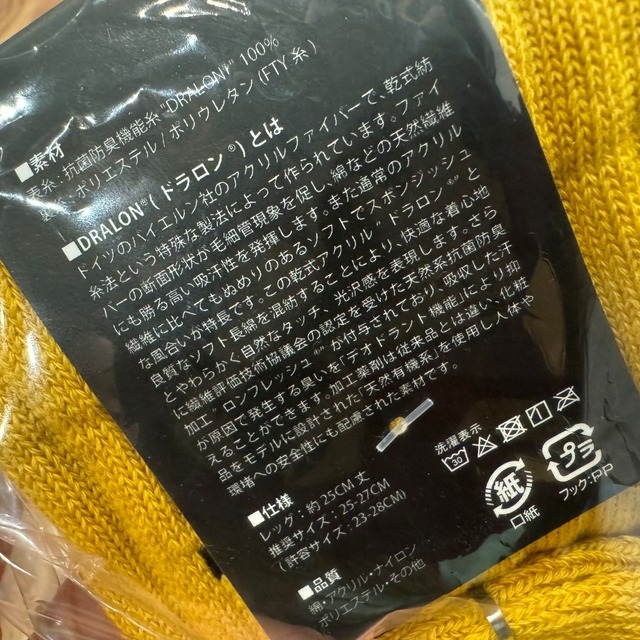 ■素材
表糸：抗菌防臭機能糸"DRALON" 100%
裏糸：ポリエステル / ポリウレタン (FTY 糸)
■DRALON®(ドラロン®)とは
ドイツのバイエルン社のアクリルファイバーで、乾式紡
糸法という特殊な製法によって作られています。ファイ
バーの断面形状が毛細管現象を促し、綿などの天然繊維
にも勝る高い吸汗性を発揮します。また通常のアクリル
繊維に比べてもぬめりのあるソフトでスポンジッシュ
な風合いが特長です。この乾式アクリル"ドラロン®"と
良質なソフト長綿を混紡することにより、快適な着心地
とやわらかく自然なタッチ、光沢感を表現します。さら
に繊維評価技術協議会の認定を受けた天然系抗菌防臭
加工"ロンフレッシュ®"が付与されており、吸収した汗
が原因で発生する臭いを「デオドラント機能」により抑
えることができます。加工薬剤は従来品とは違い、化粧
品をモデルに設計された「天然有機系」を使用し人体や
環境への安全性にも配慮された素材です。
■仕様
レッグ：約25CM 丈
推奨サイズ：25-27CM
(許容サイズ：23-28CM)
■品質
綿・アクリル・ナイロン
ポリエステル・その他
洗濯表示
30
紙
口紙
プラ
フック:PP